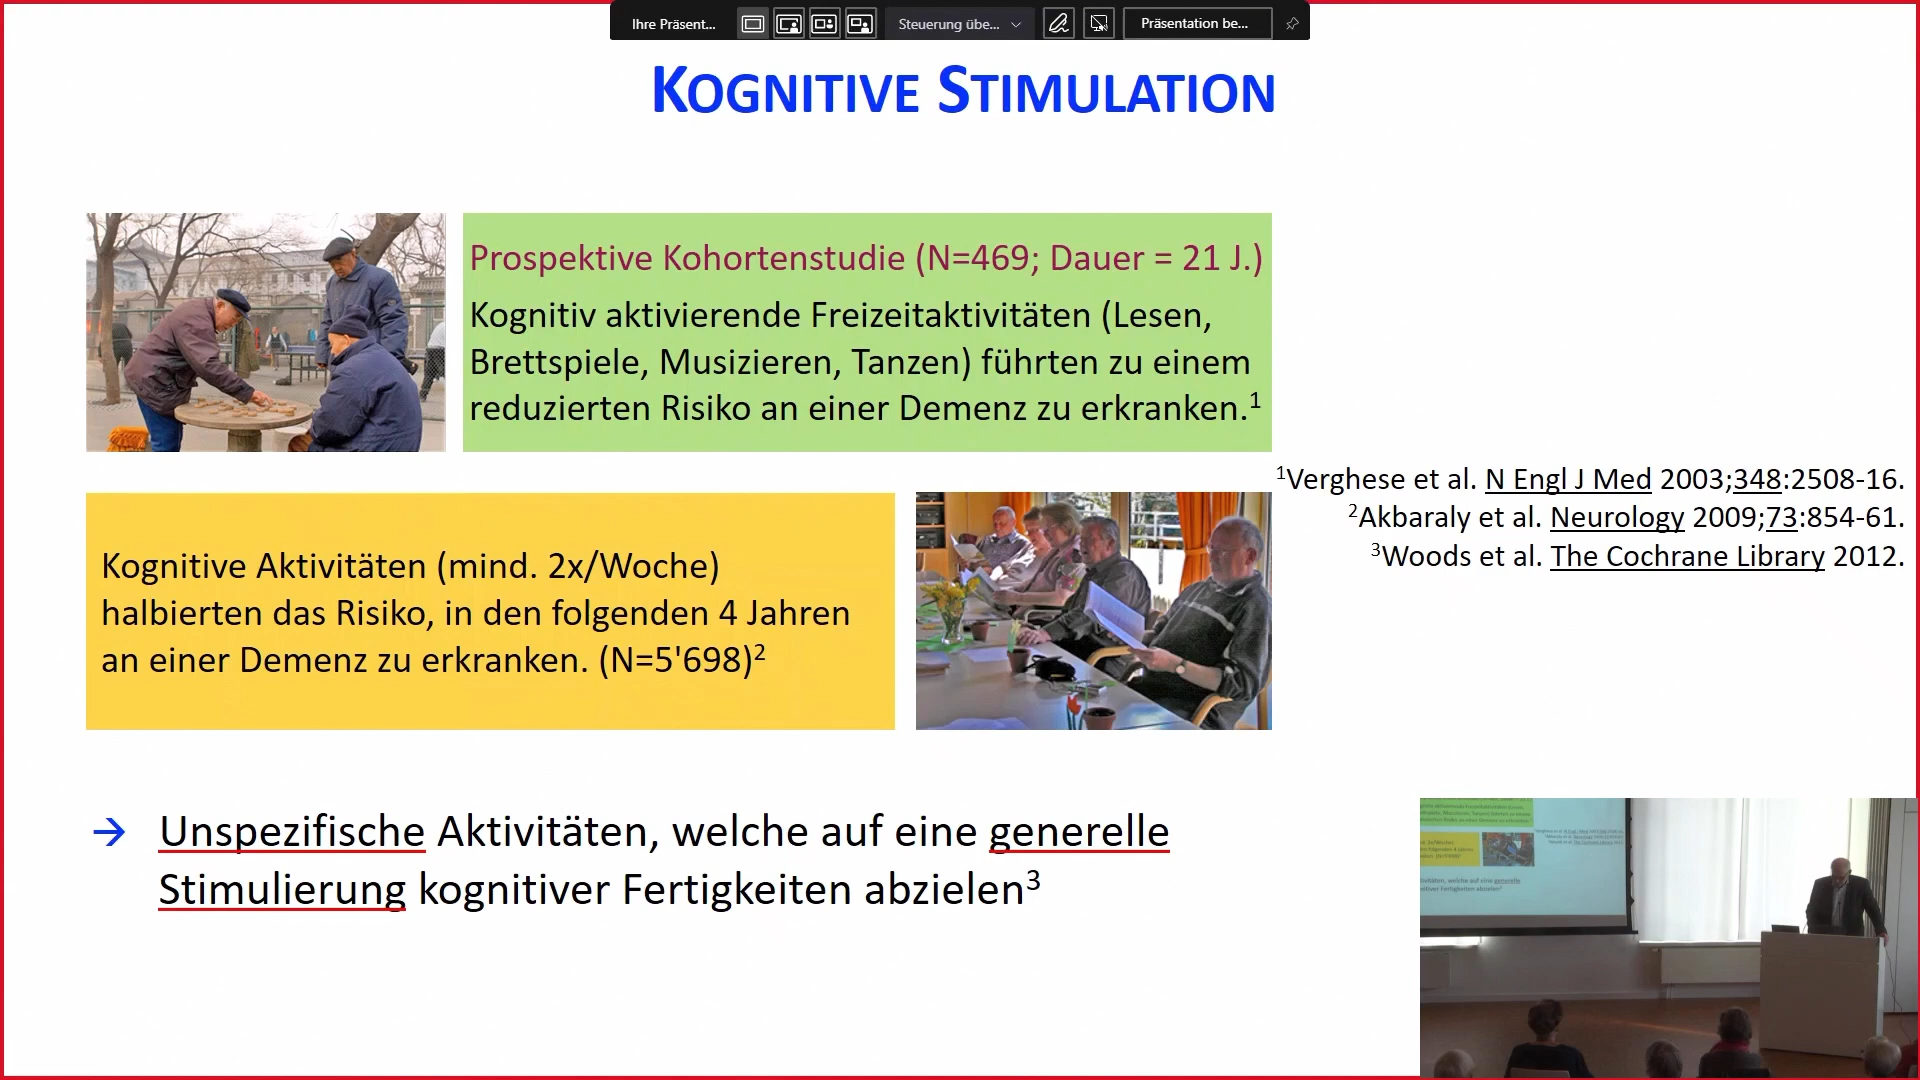 Ihre Präsent...
Steuerung übe...
Präsentation be...
KOGNITIVE STIMULATION
Prospektive Kohortenstudie (N=469; Dauer = 21 J.)
Kognitiv aktivierende Freizeitaktivitäten (Lesen,
Brettspiele, Musizieren, Tanzen) führten zu einem
reduzierten Risiko an einer Demenz zu erkranken.¹
¹Verghese et al. N Engl J Med 2003;348:2508-16.
²Akbaraly et al. Neurology 2009;73:854-61.
³Woods et al. The Cochrane Library 2012.
Kognitive Aktivitäten (mind. 2x/Woche)
halbierten das Risiko, in den folgenden 4 Jahren
an einer Demenz zu erkranken. (N=5'698)²
→ Unspezifische Aktivitäten, welche auf eine generelle
Stimulierung kognitiver Fertigkeiten abzielen³